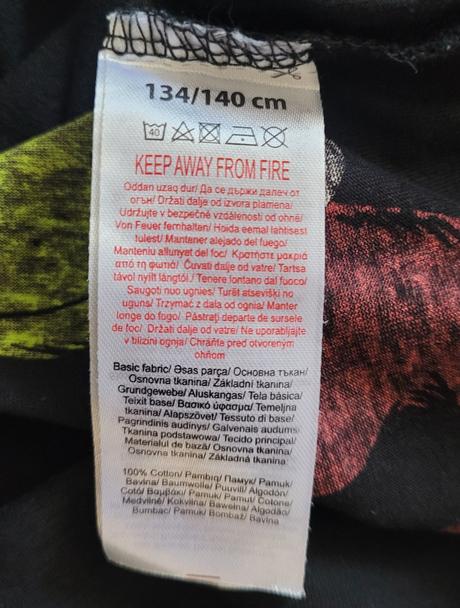 134/140 cm
40
KEEP AWAY FROM FIRE
Oddan uzaq dur/ Да се държи далеч от
огън/ Držati dalje od izvora plamena/
Udržujte v bezpečné vzdálenosti od ohně/
Von Feuer fernhalten/ Hoida eemal lahtisest
tulest/ Mantener alejado del fuego/
Manteniu allunyat del foc/ Κρατήστε μακριά
από τη φωτιά/ Čuvati dalje od vatre/ Tartsa
távol nyílt lángtól./ Tenere lontano dal fuoco/
Saugoti nuo ugnies/ Turēt atsevišķi no
uguns/ Trzymać z dala od ognia/ Manter
longe do fogo/ Păstrați departe de sursele
de foc/ Držati dalje od vatre/ Ne uporabljajte
v bližini ognja/ Chráňte pred otvoreným
ohňom
Basic fabric/ Əsas parça/ Основна тъкан/
Osnovna tkanina/ Základní tkanina/
Grundgewebe/ Aluskangas/ Tela básica/
Teixit base/ Βασικό ύφασμα/ Temeljna
tkanina/ Alapszövet/ Tessuto di base/
Pagrindinis audinys/ Galvenais audums/
Tkanina podstawowa/ Tecido principal/
Materialul de bază/ Osnovna tkanina/
Osnovna tkanina/ Základná tkanina:
100% Cotton/ Pambıq/ Памук/ Pamuk/
Bavlna/ Baumwolle/ Puuvill/ Algodón/
Cotó/ Βαμβάκι/ Pamuk/ Pamut/ Cotone/
Medvilnė/ Kokvilna/ Bawełna/ Algodão/
Bumbac/ Pamuk/ Bombaž/ Bavlna